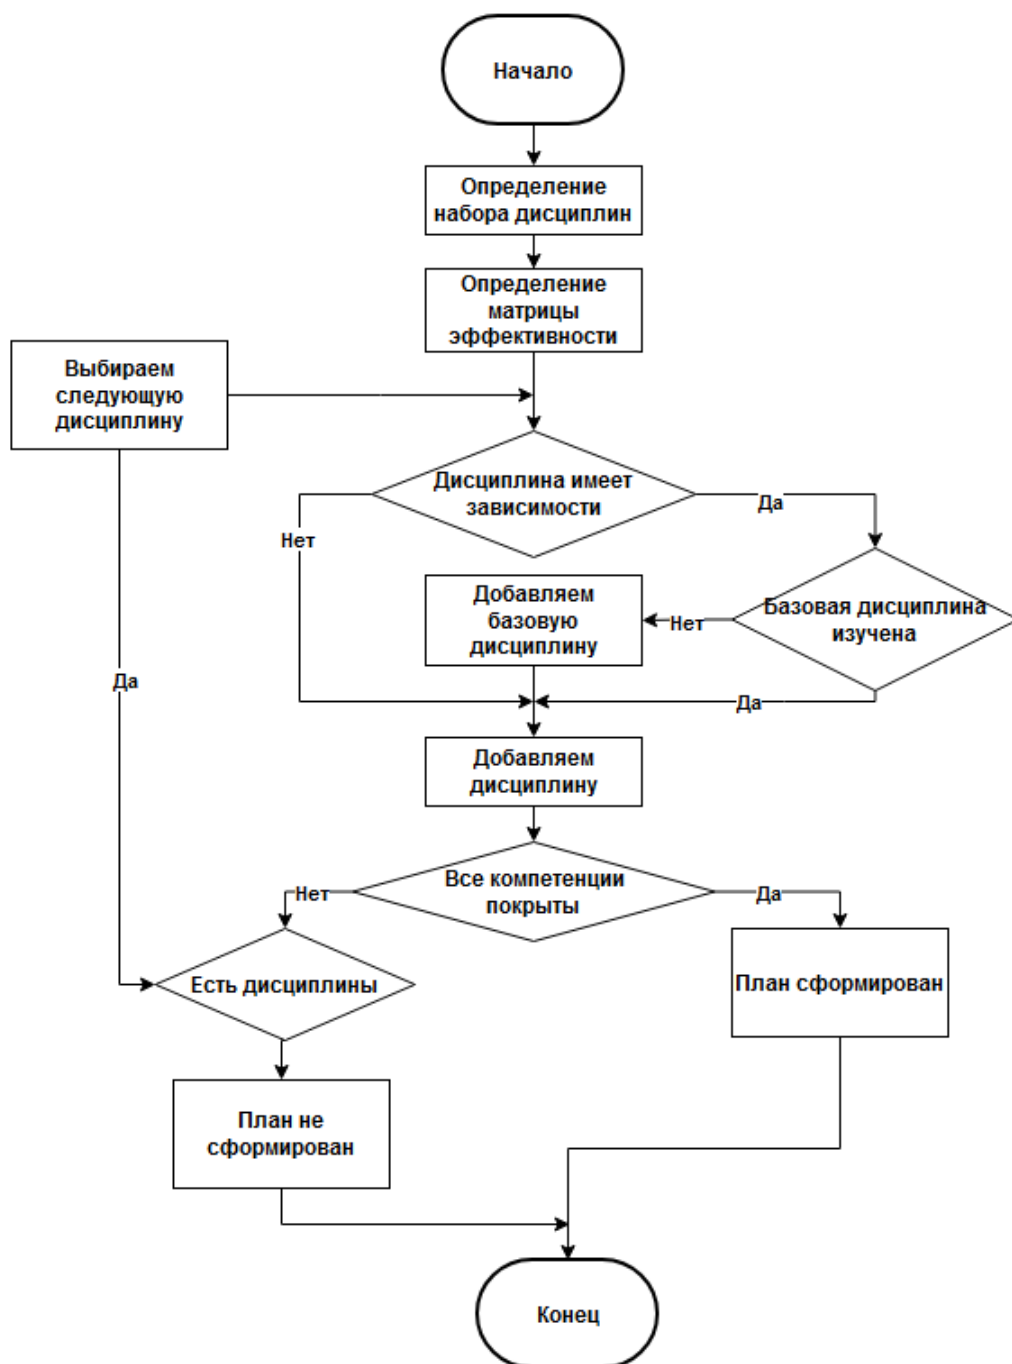 Начало
Определение
набора дисциплин
Определение
матрицы
эффективности
Выбираем
следующую
дисциплину
Дисциплина имеет
зависимости
Да
Нет
Базовая дисциплина
изучена
Нет
Добавляем
базовую
дисциплину
Да
Да
Добавляем
дисциплину
Все компетенции
покрыты
Нет
Да
Есть дисциплины
План сформирован
План не
сформирован
Конец